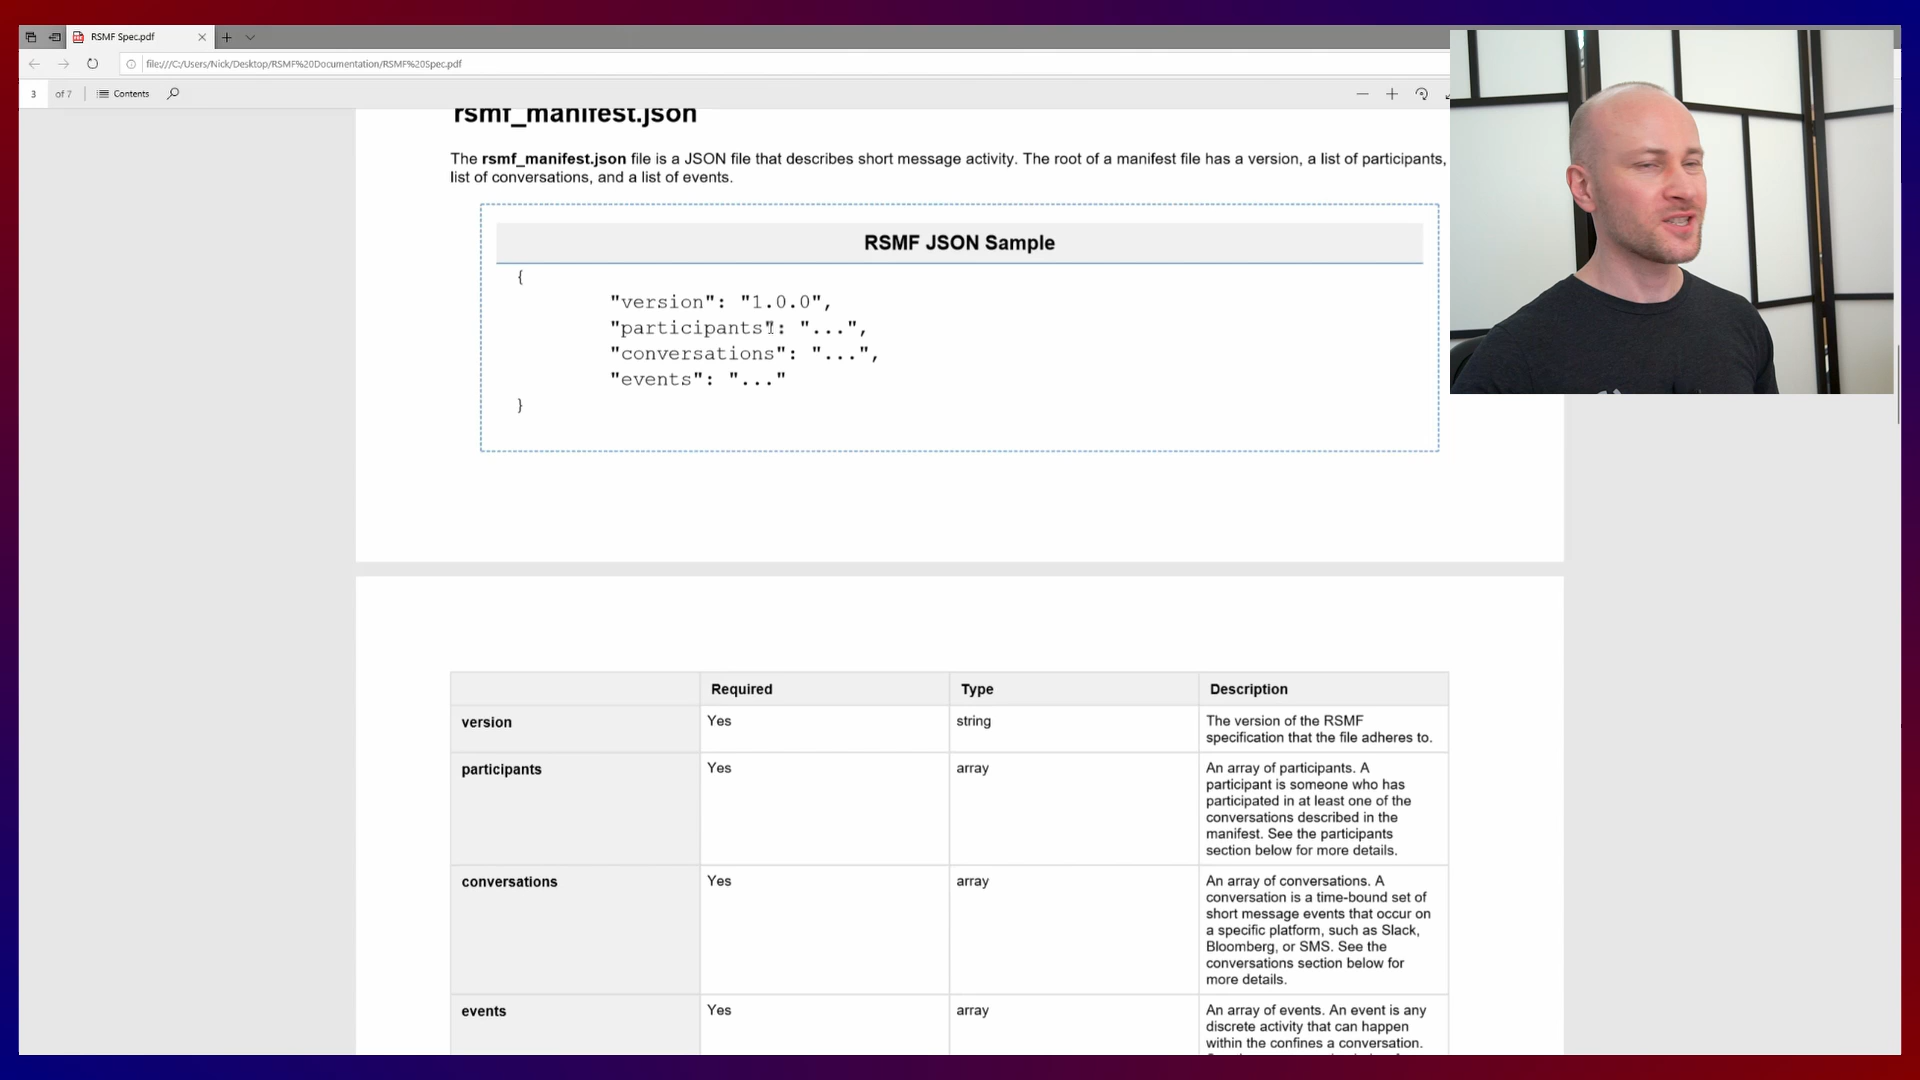 RSMF Spec.pdf
file:///C:/Users/Nick/Desktop/RSMF%20Documentation/RSMF%20Spec.pdf
3 of 7 Contents
rsmf_manifest.json
The rsmf_manifest.json file is a JSON file that describes short message activity. The root of a manifest file has a version, a list of participants,
list of conversations, and a list of events.
RSMF JSON Sample
{
"version": "1.0.0",
"participants": "...",
"conversations": "...",
"events": "..."
}
Required Type Description
version Yes string The version of the RSMF
specification that the file adheres to.
participants Yes array An array of participants. A
participant is someone who has
participated in at least one of the
conversations described in the
manifest. See the participants
section below for more details.
conversations Yes array An array of conversations. A
conversation is a time-bound set of
short message events that occur on
a specific platform, such as Slack,
Bloomberg, or SMS. See the
conversations section below for
more details.
events Yes array An array of events. An event is any
discrete activity that can happen
within the confines a conversation.